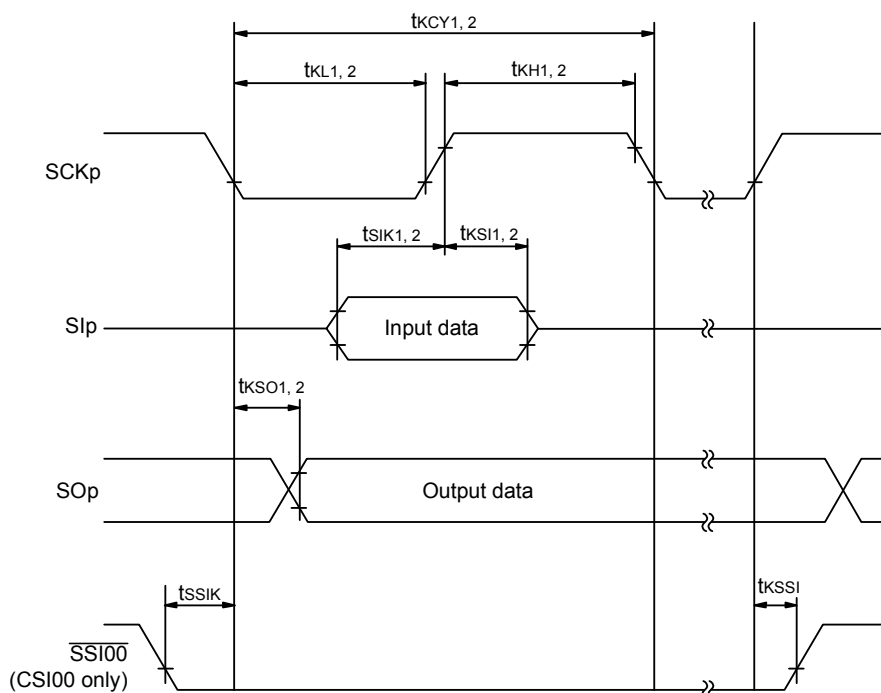 tKCY1, 2
tKL1, 2
tKH1, 2
SCKp
tSIK1, 2
tKSI1, 2
SIp
Input data
tKSO1, 2
SOp
Output data
tSSIK
tKSSI
SSI00
(CSI00 only)